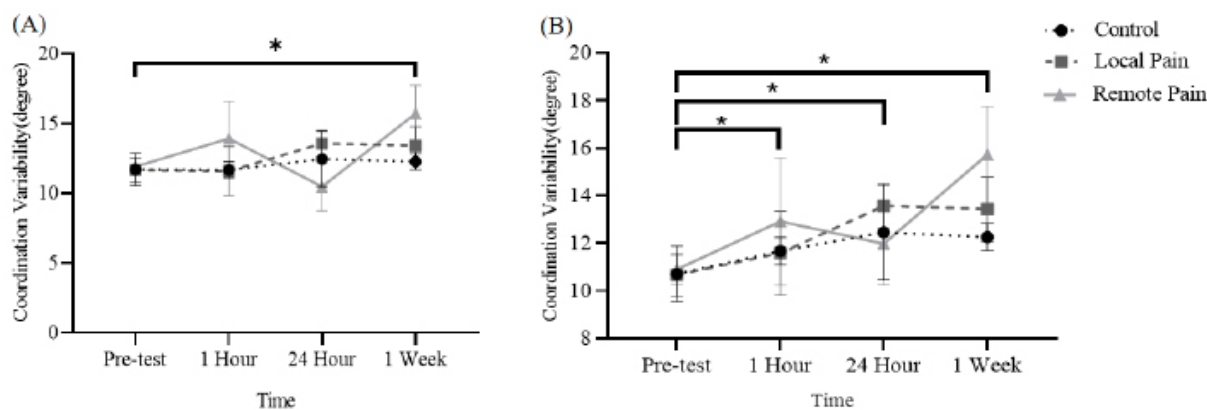 (A)
(B)
Control
Local Pain
Remote Pain
Coordination Variability(degree)
20
15
10
5
0
*
Pre-test 1 Hour 24 Hour 1 Week
Time
Coordination Variability(degree)
20
18
16
14
12
10
8
*
*
*
Pre-test 1 Hour 24 Hour 1 Week
Time